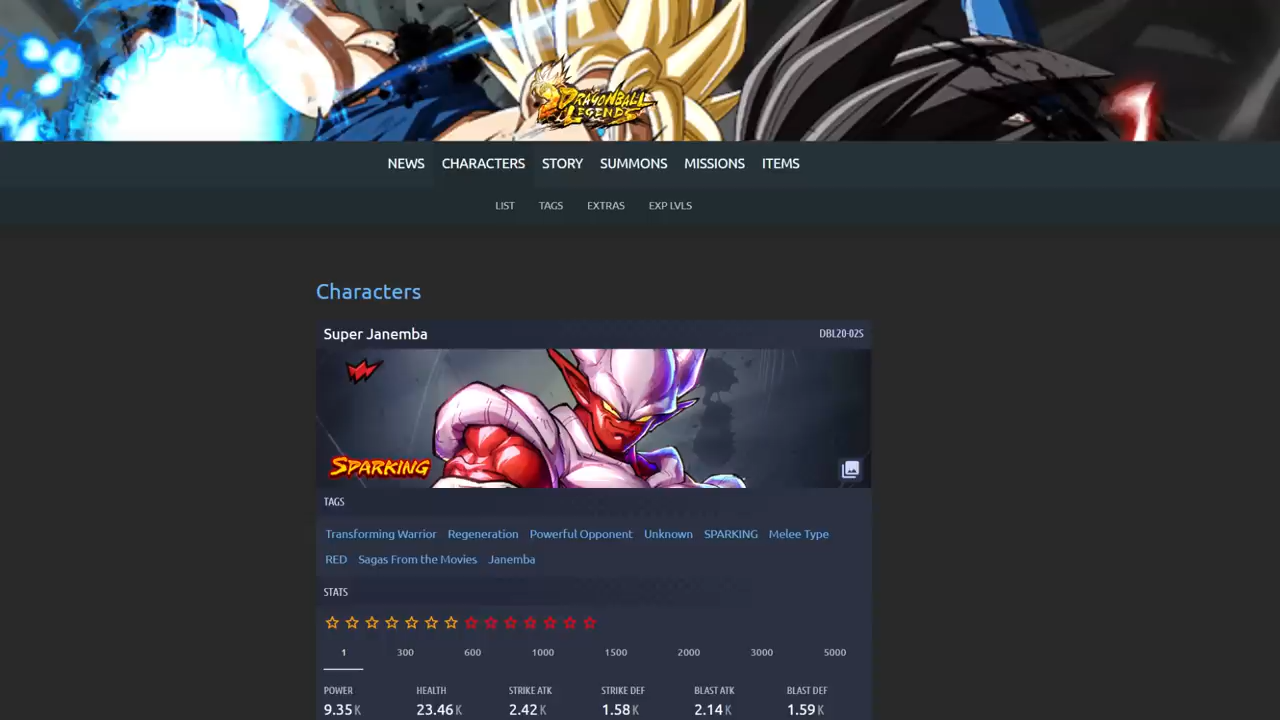 DRAGONBALL
LEGENDS
NEWS CHARACTERS STORY SUMMONS MISSIONS ITEMS
LIST TAGS EXTRAS EXP LVLS
Characters
Super Janemba DBL20-02S
SPARKING
TAGS
Transforming Warrior Regeneration Powerful Opponent Unknown SPARKING Melee Type
RED Sagas From the Movies Janemba
STATS
1 300 600 1000 1500 2000 3000 5000
POWER HEALTH STRIKE ATK STRIKE DEF BLAST ATK BLAST DEF
9.35K 23.46K 2.42K 1.58K 2.14K 1.59K